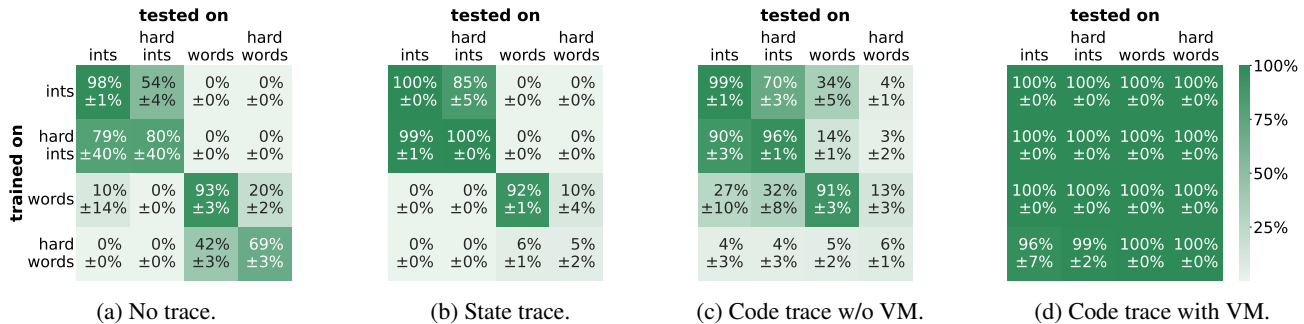 tested on tested on tested on tested on
hard hard hard hard hard hard hard hard
ints ints words words ints ints words words ints ints words words ints ints words words
trained on
ints 98% 54% 0% 0% 100% 85% 0% 0% 99% 70% 34% 4% 100% 100% 100% 100% 100%
±1% ±4% ±0% ±0% ±0% ±5% ±0% ±0% ±1% ±3% ±5% ±1% ±0% ±0% ±0% ±0%
hard 79% 80% 0% 0% 99% 100% 0% 0% 90% 96% 14% 3% 100% 100% 100% 100% 75%
ints ±40% ±40% ±0% ±0% ±1% ±0% ±0% ±0% ±3% ±1% ±1% ±2% ±0% ±0% ±0% ±0%
words 10% 0% 93% 20% 0% 0% 92% 10% 27% 32% 91% 13% 100% 100% 100% 100% 50%
±14% ±0% ±3% ±2% ±0% ±0% ±1% ±4% ±10% ±8% ±3% ±3% ±0% ±0% ±0% ±0%
hard 0% 0% 42% 69% 0% 0% 6% 5% 4% 4% 5% 6% 96% 99% 100% 100% 25%
words ±0% ±0% ±3% ±3% ±0% ±0% ±1% ±2% ±3% ±3% ±2% ±1% ±7% ±2% ±0% ±0%
(a) No trace. (b) State trace. (c) Code trace w/o VM. (d) Code trace with VM.